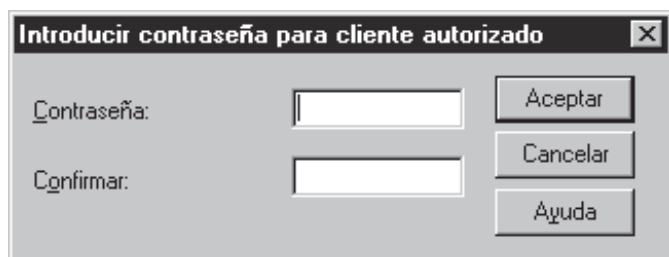 Introducir contraseña para cliente autorizado
Contraseña:
Aceptar
Cancelar
Confirmar:
Ayuda